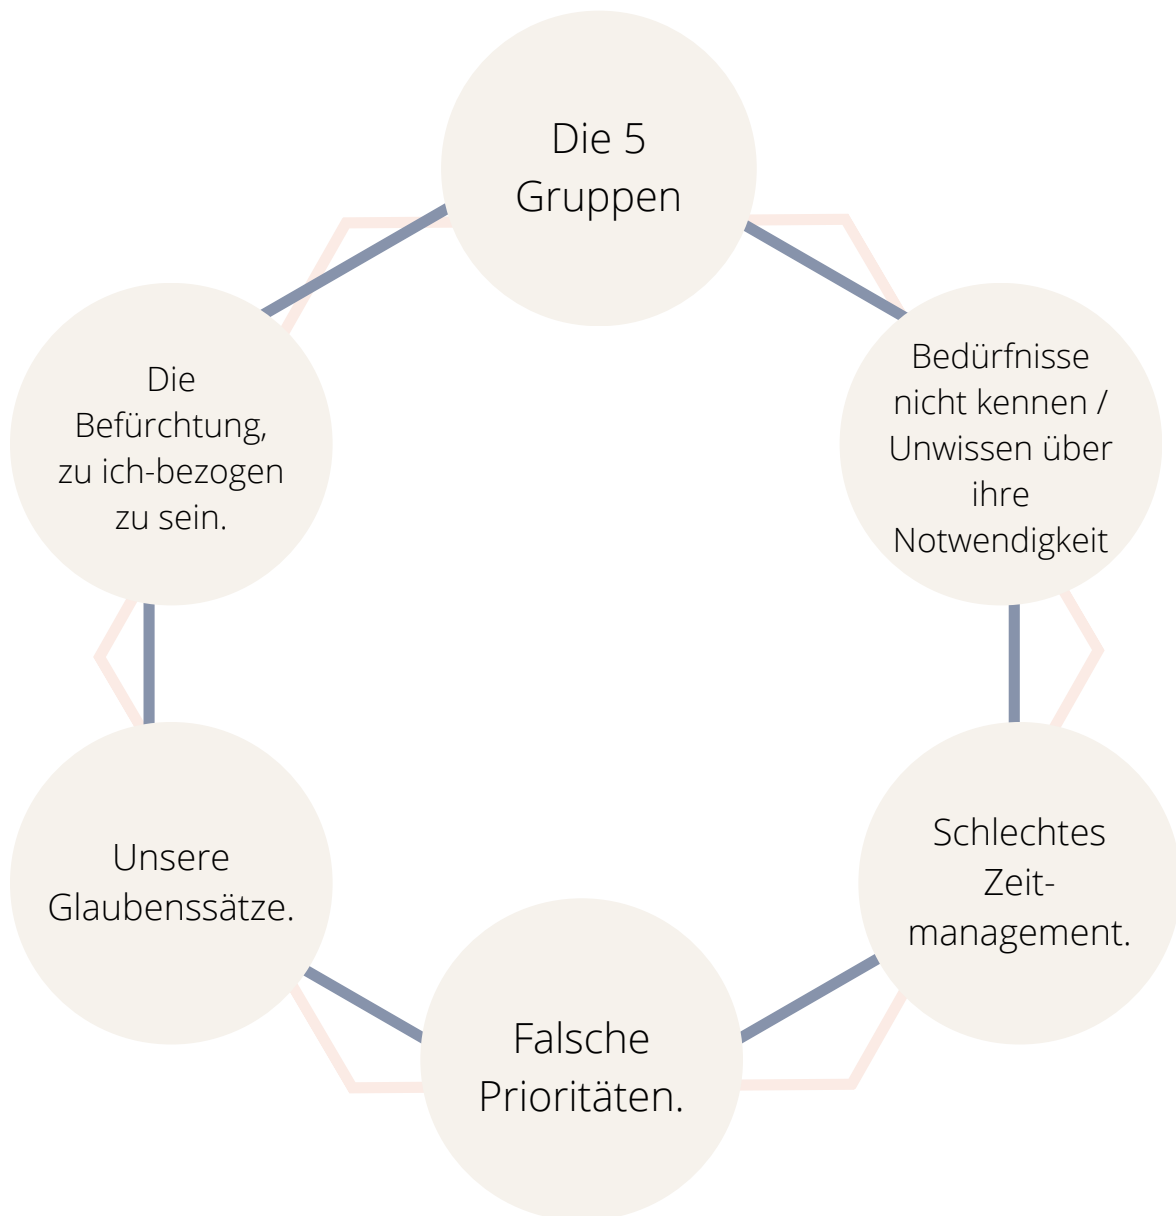 Die 5
Gruppen
Bedürfnisse
nicht kennen /
Unwissen über
ihre
Notwendigkeit
Schlechtes
Zeit-
management.
Falsche
Prioritäten.
Unsere
Glaubenssätze.
Die
Befürchtung,
zu ich-bezogen
zu sein.